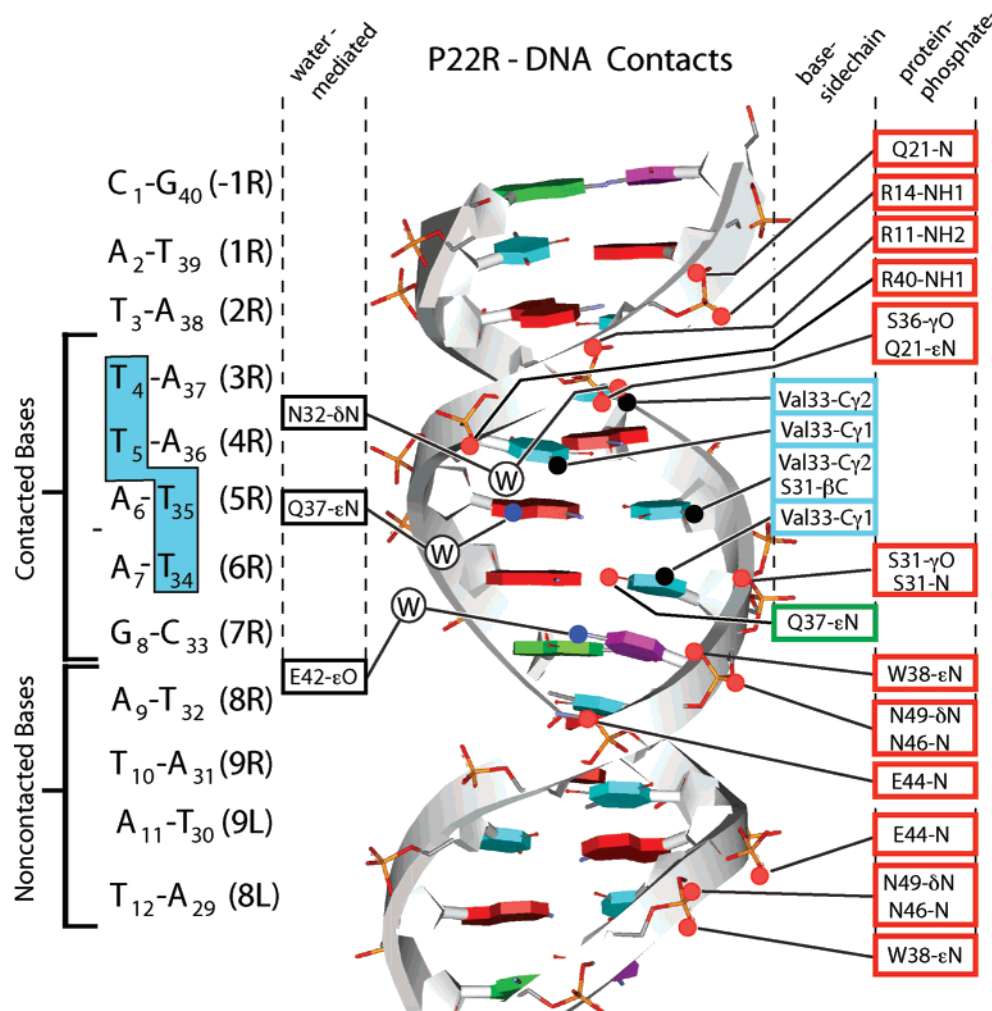 water-
mediated
P22R - DNA Contacts
base-
sidechain
protein-
phosphate-
C1-G40 (-1R)
A2-T39 (1R)
T3-A38 (2R)
T4-A37 (3R)
T5-A36 (4R)
A6-T35 (5R)
-
A7-T34 (6R)
G8-C33 (7R)
A9-T32 (8R)
T10-A31 (9R)
A11-T30 (9L)
T12-A29 (8L)
Contacted Bases
Noncontacted Bases
N32-δN
Q37-εN
E42-εO
W
W
W
Val33-Cγ2
Val33-Cγ1
Val33-Cγ2
S31-βC
Val33-Cγ1
Q37-εN
Q21-N
R14-NH1
R11-NH2
R40-NH1
S36-γO
Q21-εN
S31-γO
S31-N
W38-εN
N49-δN
N46-N
E44-N
E44-N
N49-δN
N46-N
W38-εN